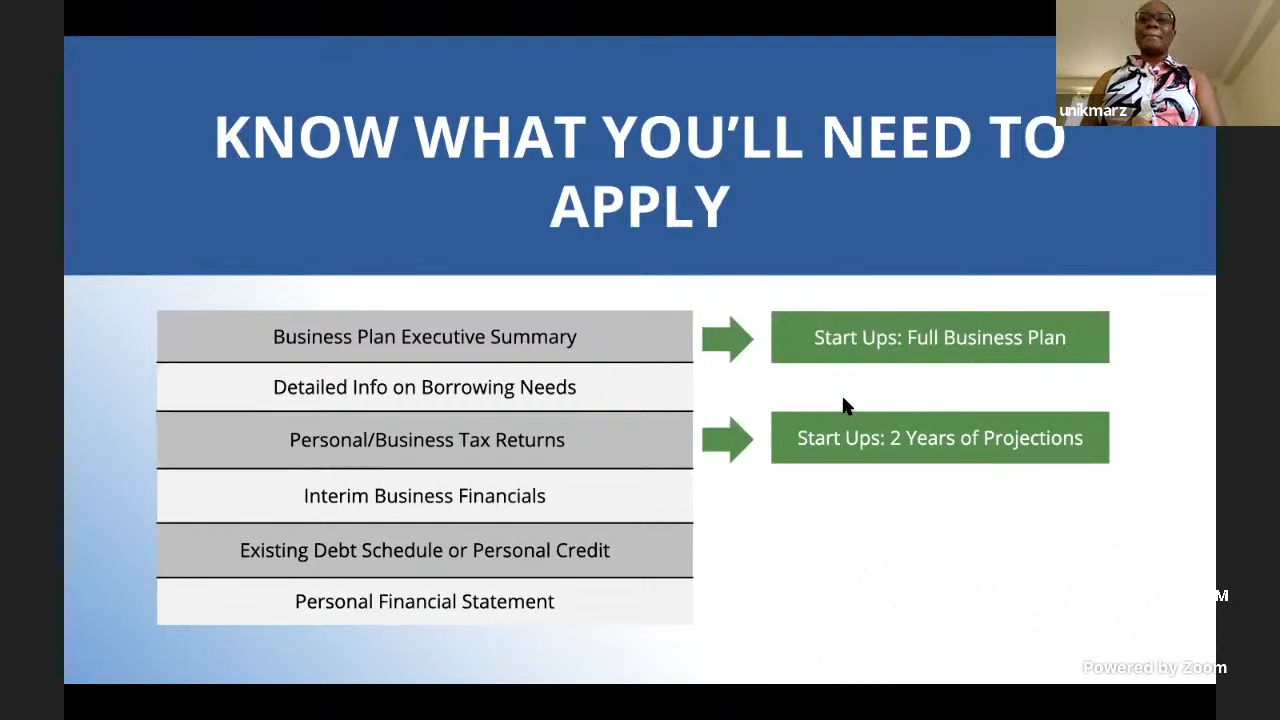 unikmarz
KNOW WHAT YOU’LL NEED TO
APPLY
Business Plan Executive Summary
Start Ups: Full Business Plan
Detailed Info on Borrowing Needs
Personal/Business Tax Returns
Start Ups: 2 Years of Projections
Interim Business Financials
Existing Debt Schedule or Personal Credit
Personal Financial Statement
M
Powered by Zoom